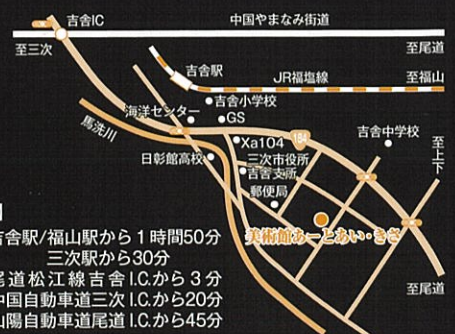 吉舎IC
中国やまなみ街道
至三次
至尾道
吉舎駅
JR福塩線
至福山
吉舎小学校
海洋センター
GS
馬洗川
184
吉舎中学校
Xa104
日彰館高校
三次市役所
吉舎支所
至上下
郵便局
美術館あーとあい・きさ
至尾道
吉舎駅/福山駅から1時間50分
三次駅から30分
尾道松江線吉舎I.C.から3分
中国自動車道三次I.C.から20分
山陽自動車道尾道I.C.から45分